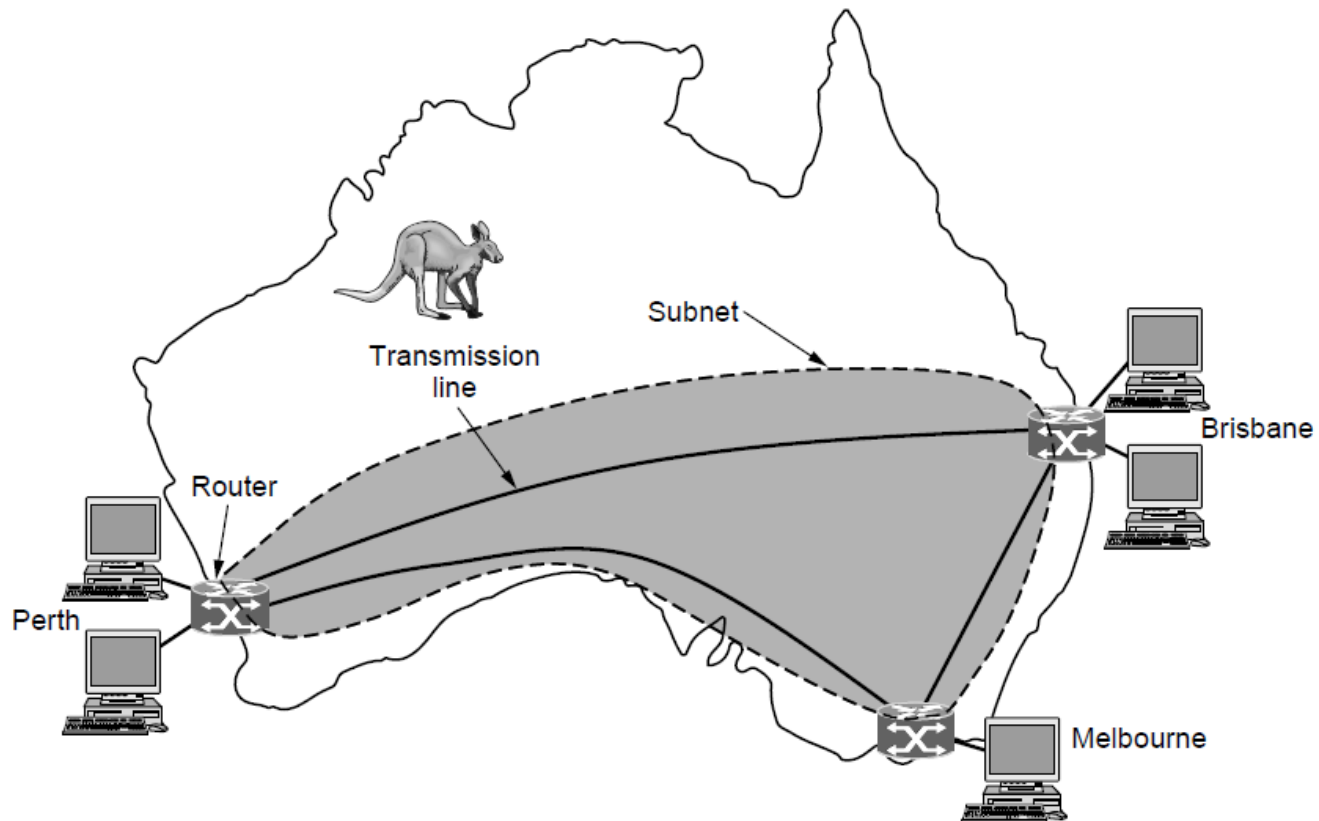 Subnet
Transmission
line
Brisbane
Router
Perth
Melbourne